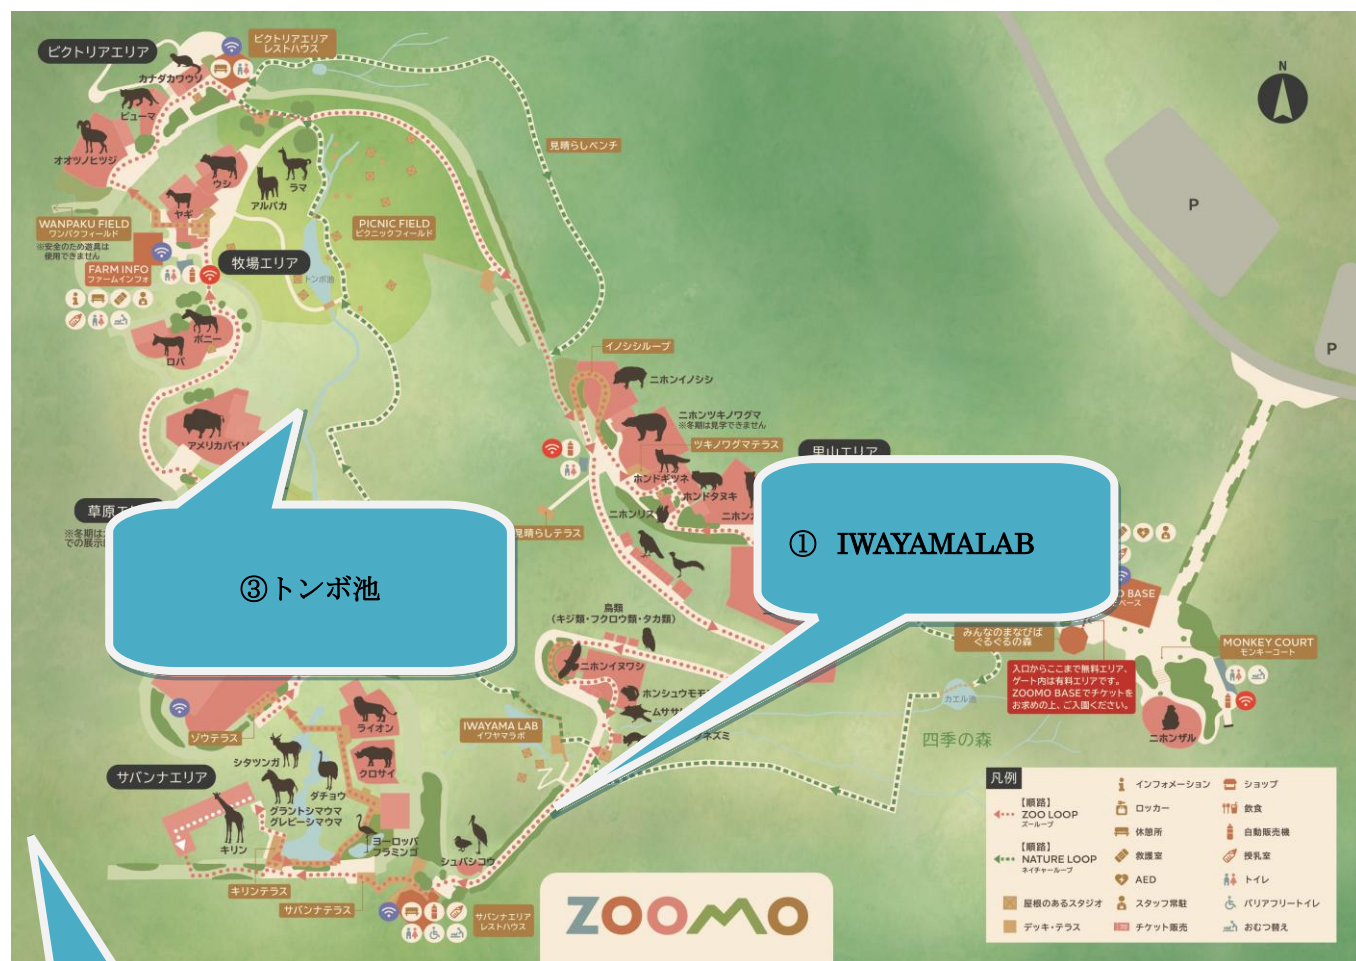 ビクトリアエリア
ビクトリアエリア
レストハウス
カナダカワウソ
ピューマ
オオツノヒツジ
ウシ
ヤギ
アルパカ
ラマ
見晴らしベンチ
WANPAKU FIELD
ワンパクフィールド
※安全のため遊具は
使用できません
PICNIC FIELD
ピクニックフィールド
牧場エリア
FARM INFO
ファームインフォ
トンボ池
ポニー
ロバ
N
P
P
イノシシループ
ニホンイノシシ
ニホンツキノワグマ
※冬期は見学できません
ツキノワグマテラス
アメリカバイソ
里山エリア
ホンドギツネ
ホンドタヌキ
ニホンリス
見晴らしテラス
草原エ
※冬期は
での展示
③トンボ池
① IWAYAMALAB
BASE
ベース
鳥類
(キジ類・フクロウ類・タカ類)
みんなのまなびば
ぐるぐるの森
MONKEY COURT
モンキーコート
ニホンイヌワシ
入口からここまで無料エリア、
ゲート内は有料エリアです。
ZOOMO BASEでチケットを
お求めの上、ご入園ください。
ホンシュウモモ
ムササ
ネズミ
カエル池
四季の森
ニホンザル
IWAYAMA LAB
イワヤマラボ
ゾウテラス
ライオン
シタツンガ
クロサイ
サバンナエリア
ダチョウ
グラントシマウマ
グレビーシマウマ
キリン
ヨーロッパ
フラミンゴ
シュバシコウ
キリンテラス
サバンナテラス
サバンナエリア
レストハウス
ZOOMO
凡例
【順路】
ZOO LOOP
ズーループ
【順路】
NATURE LOOP
ネイチャーループ
屋根のあるスタジオ
デッキ・テラス
インフォメーション
ロッカー
休憩所
救護室
AED
スタッフ常駐
チケット販売
ショップ
飲食
自動販売機
授乳室
トイレ
バリアフリートイレ
おむつ替え